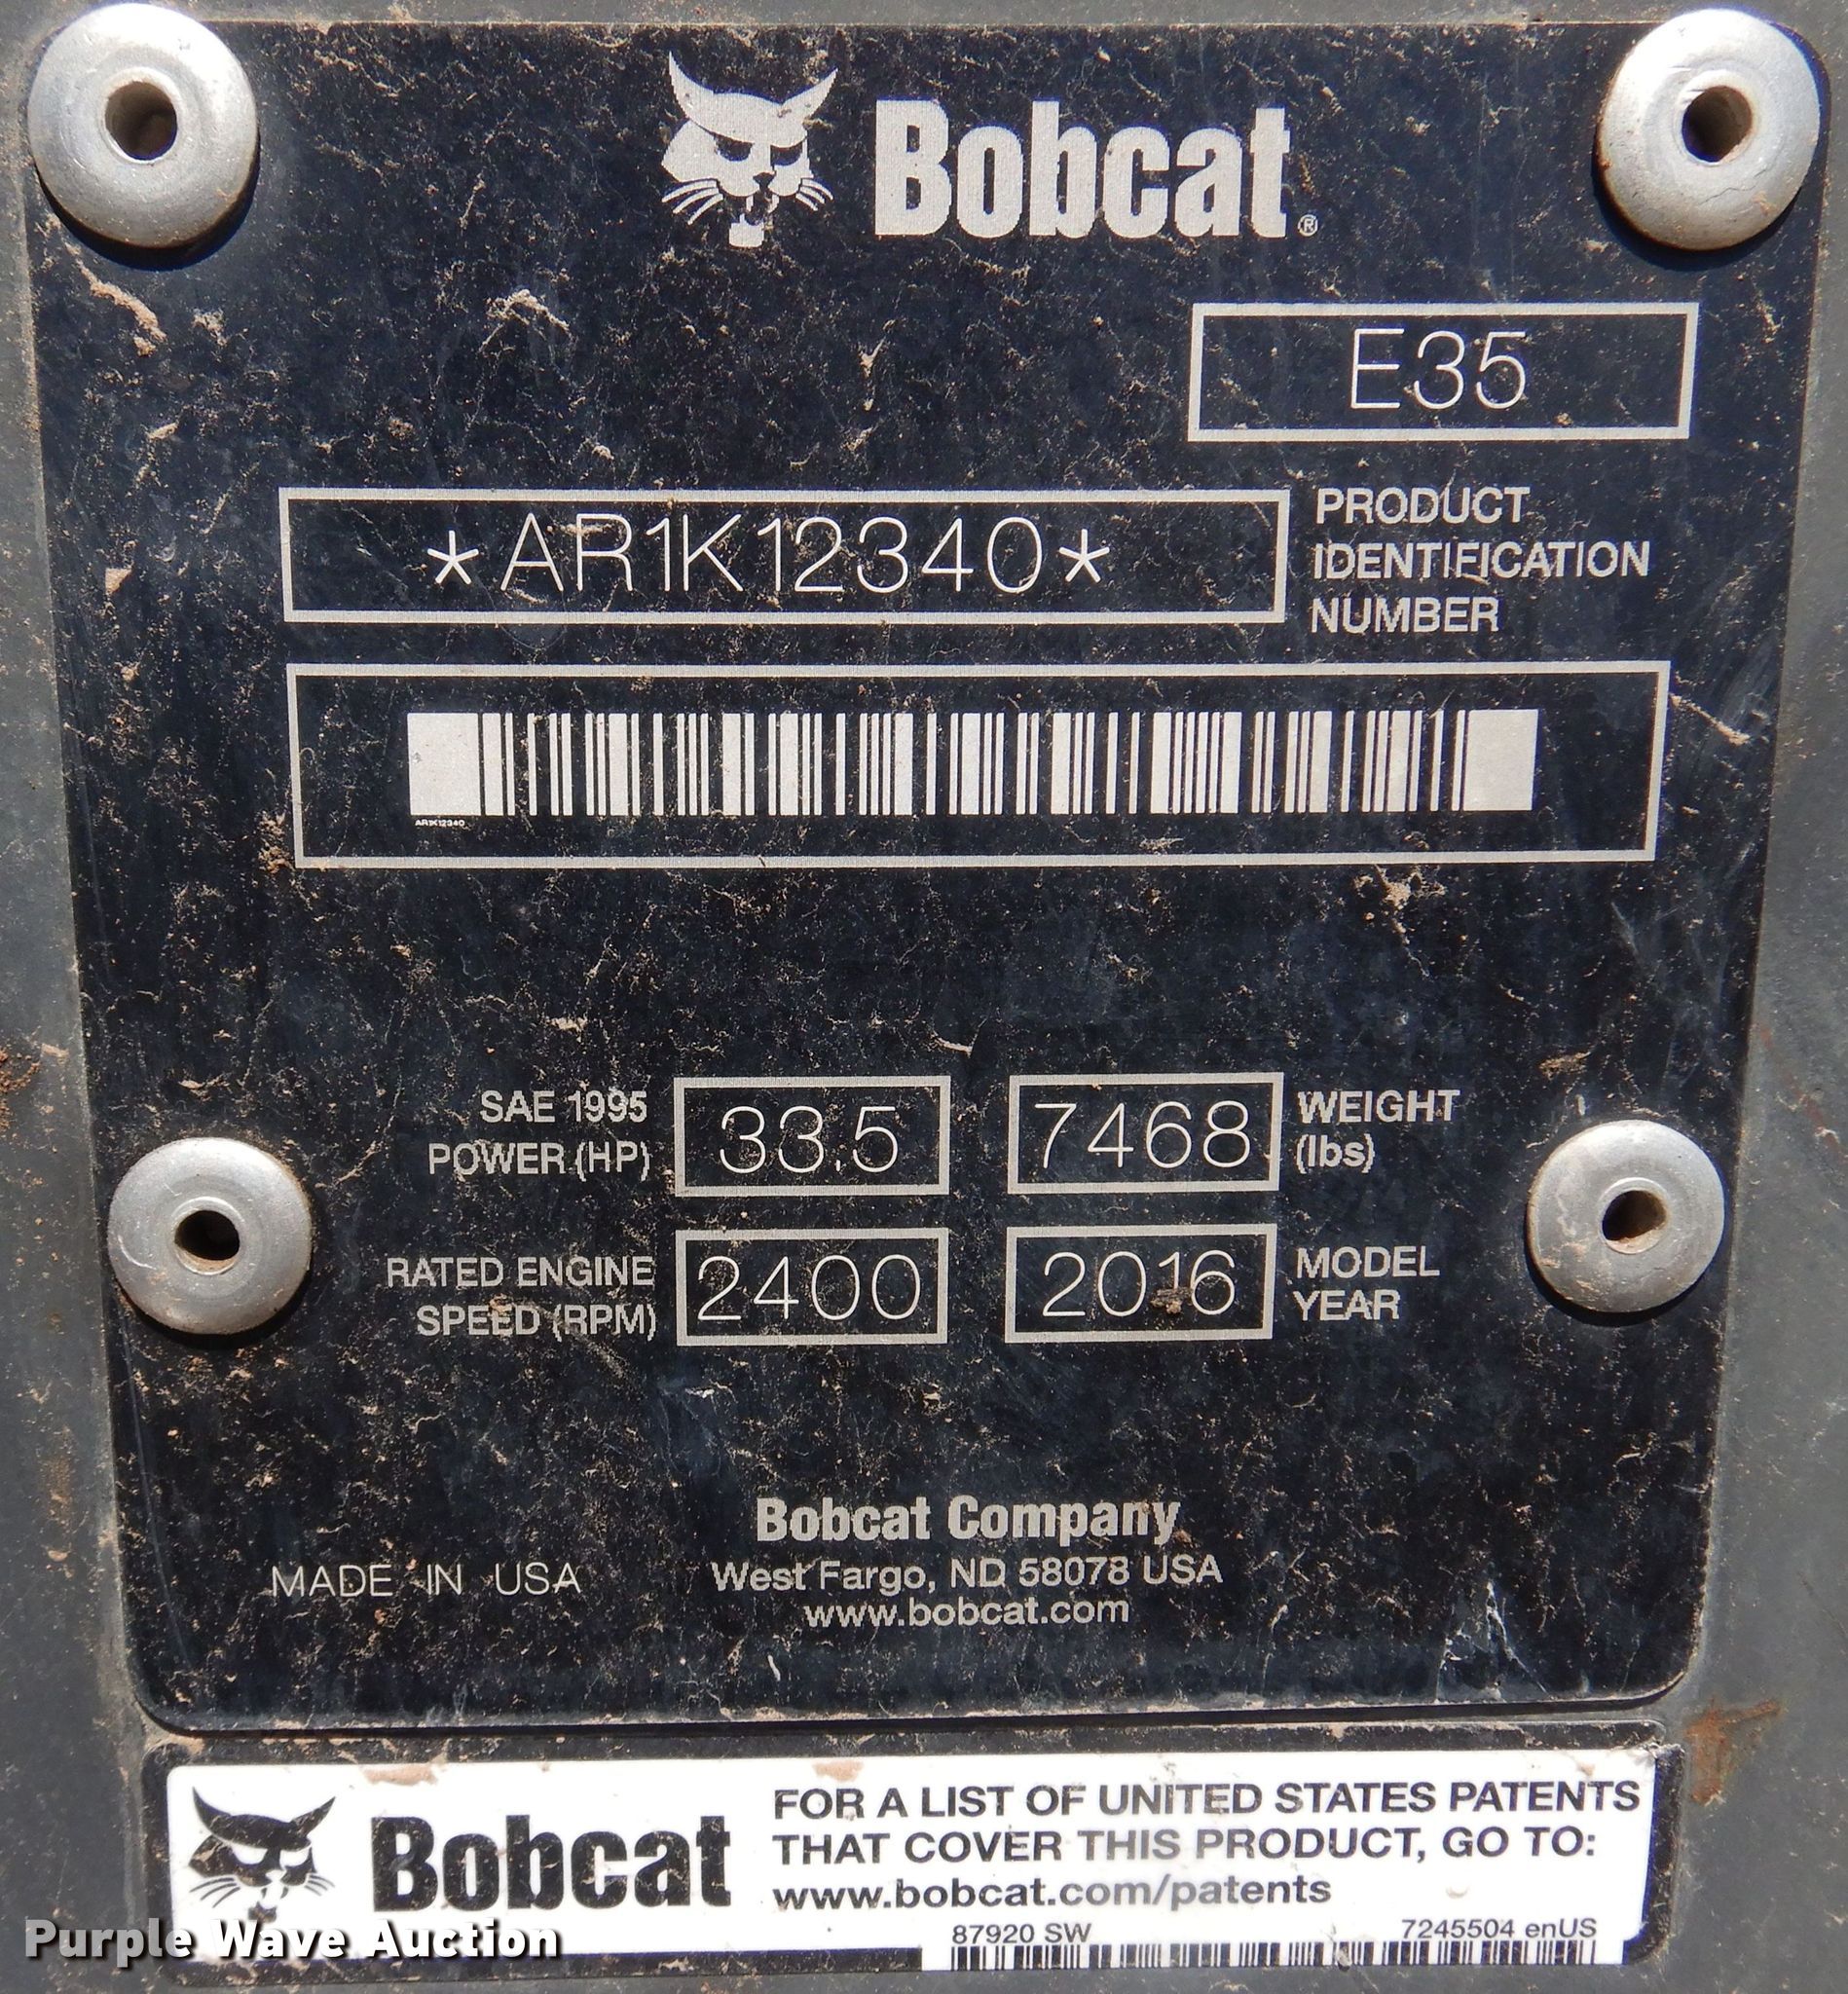 Bobcat®
E35
*AR1K12340*
PRODUCT
IDENTIFICATION
NUMBER
AR1K12340
SAE 1995
POWER (HP)
33.5
7468
WEIGHT
(lbs)
RATED ENGINE
SPEED (RPM)
2400
2016
MODEL
YEAR
MADE IN USA
Bobcat Company
West Fargo, ND 58078 USA
www.bobcat.com
Bobcat
FOR A LIST OF UNITED STATES PATENTS
THAT COVER THIS PRODUCT, GO TO:
www.bobcat.com/patents
87920 SW
7245504 enUS
Purple Wave Auction